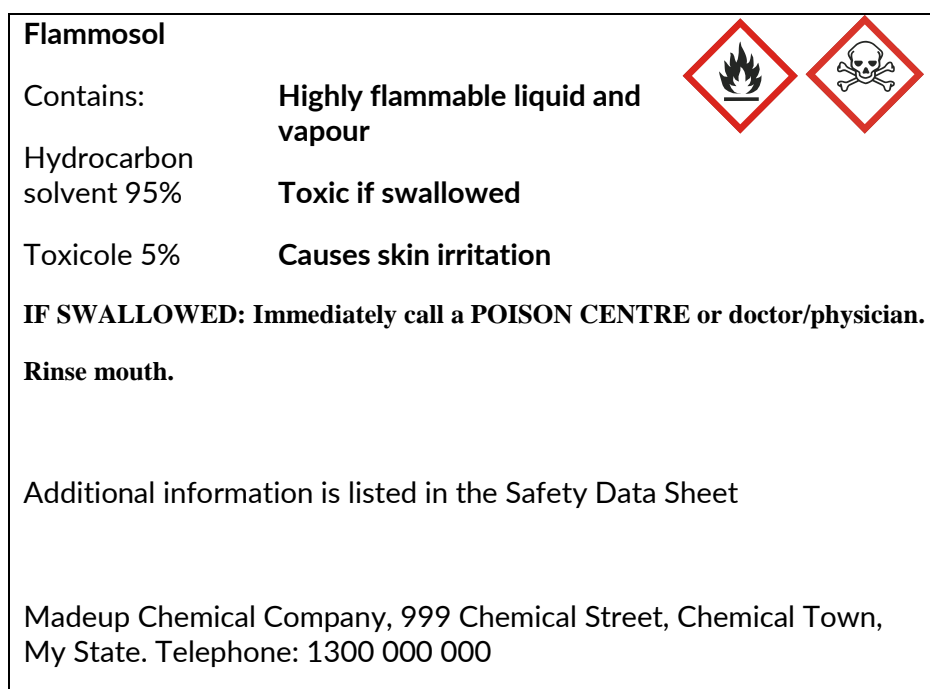 Flammosol
Contains:
Hydrocarbon
solvent 95%
Toxicole 5%
Highly flammable liquid and
vapour
Toxic if swallowed
Causes skin irritation
IF SWALLOWED: Immediately call a POISON CENTRE or doctor/physician.
Rinse mouth.
Additional information is listed in the Safety Data Sheet
Madeup Chemical Company, 999 Chemical Street, Chemical Town,
My State. Telephone: 1300 000 000